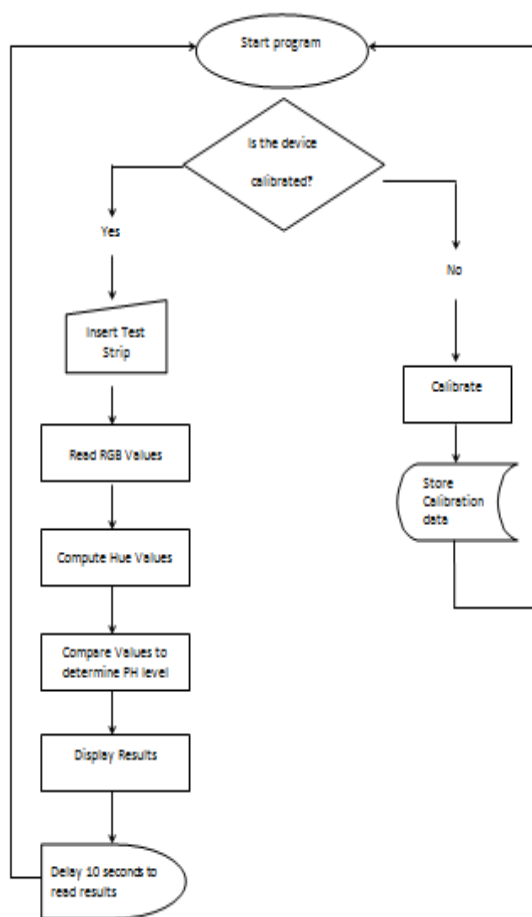 Start program
Is the device
calibrated?
Yes
No
Insert Test
Strip
Calibrate
Read RGB Values
Store
Calibration
data
Compute Hue Values
Compare Values to
determine PH level
Display Results
Delay 10 seconds to
read results